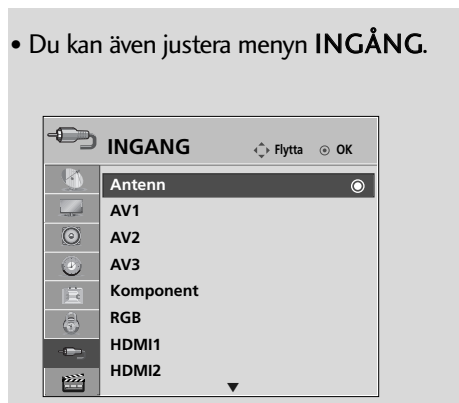 • Du kan även justera menyn INGÅNG.
INGANG Flytta OK
Antenn
AV1
AV2
AV3
Komponent
RGB
HDMI1
HDMI2